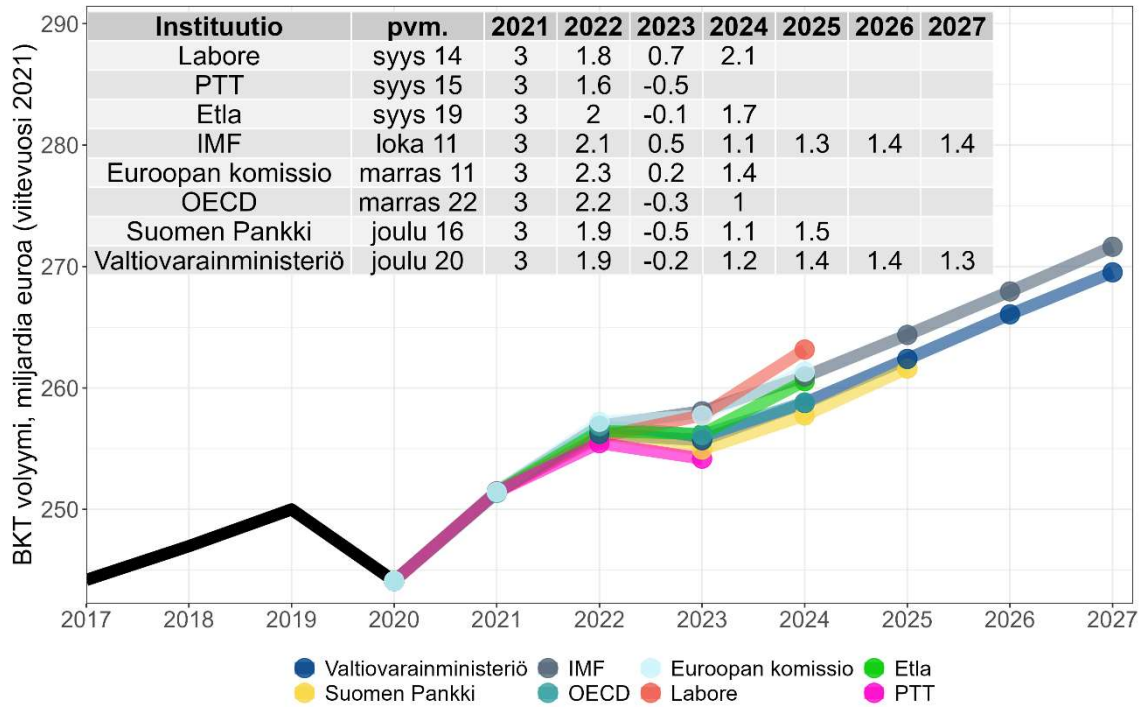 BKT volyymi, miljardia euroa (viitevuosi 2021)
290
280
270
260
250
Instituutio pvm. 2021 2022 2023 2024 2025 2026 2027
Labore syys 14 3 1.8 0.7 2.1
PTT syys 15 3 1.6 -0.5
Etla syys 19 3 2 -0.1 1.7
IMF loka 11 3 2.1 0.5 1.1 1.3 1.4 1.4
Euroopan komissio marras 11 3 2.3 0.2 1.4
OECD marras 22 3 2.2 -0.3 1
Suomen Pankki joulu 16 3 1.9 -0.5 1.1 1.5
Valtiovarainministeriö joulu 20 3 1.9 -0.2 1.2 1.4 1.4 1.3
2017 2018 2019 2020 2021 2022 2023 2024 2025 2026 2027
Valtiovarainministeriö IMF Euroopan komissio Etla
Suomen Pankki OECD Labore PTT